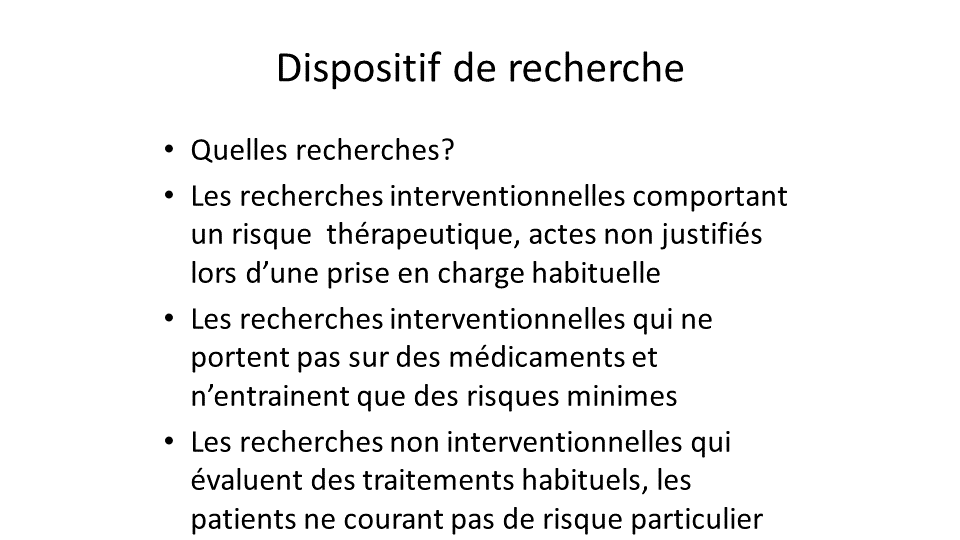 Dispositif de recherche
• Quelles recherches?
• Les recherches interventionnelles comportant
un risque  thérapeutique, actes non justifiés
lors d’une prise en charge habituelle
• Les recherches interventionnelles qui ne
portent pas sur des médicaments et
n’entrainent que des risques minimes
• Les recherches non interventionnelles qui
évaluent des traitements habituels, les
patients ne courant pas de risque particulier